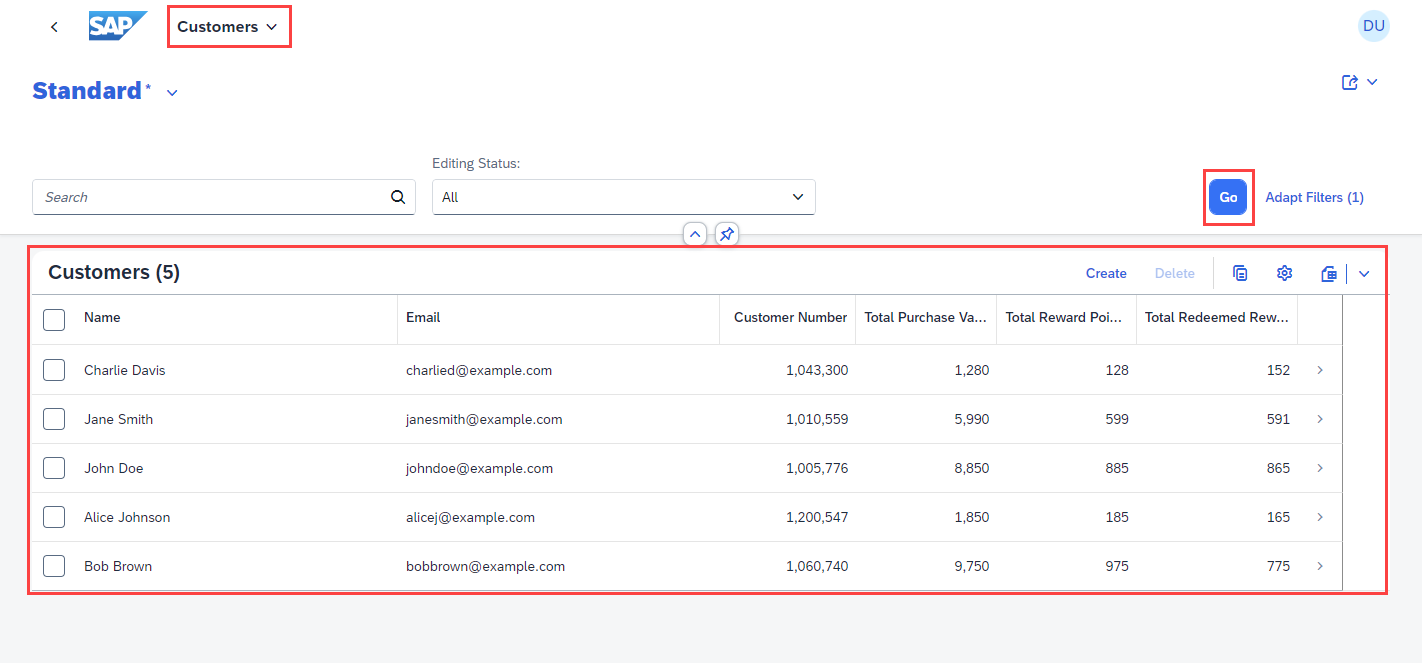 SAP Customers DU
Standard *
Editing Status:
Search All Go Adapt Filters (1)
Customers (5) Create Delete
Name Email Customer Number Total Purchase Va... Total Reward Poi... Total Redeemed Rew...
Charlie Davis charlied@example.com 1,043,300 1,280 128 152
Jane Smith janesmith@example.com 1,010,559 5,990 599 591
John Doe johndoe@example.com 1,005,776 8,850 885 865
Alice Johnson alicej@example.com 1,200,547 1,850 185 165
Bob Brown bobbrown@example.com 1,060,740 9,750 975 775